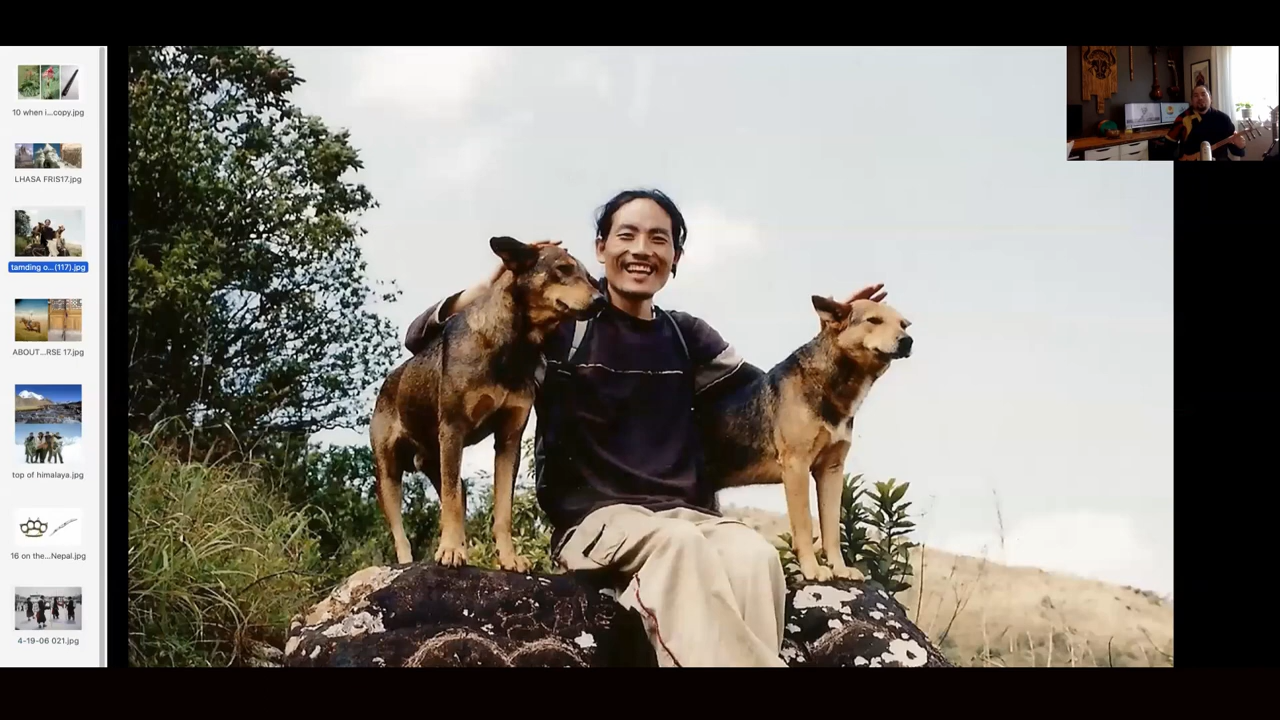 10 when i...copy.jpg
LHASA FRIS17.jpg
tamding o...(117).jpg
ABOUT...RSE 17.jpg
top of himalaya.jpg
16 on the...Nepal.jpg
4-19-06 021.jpg